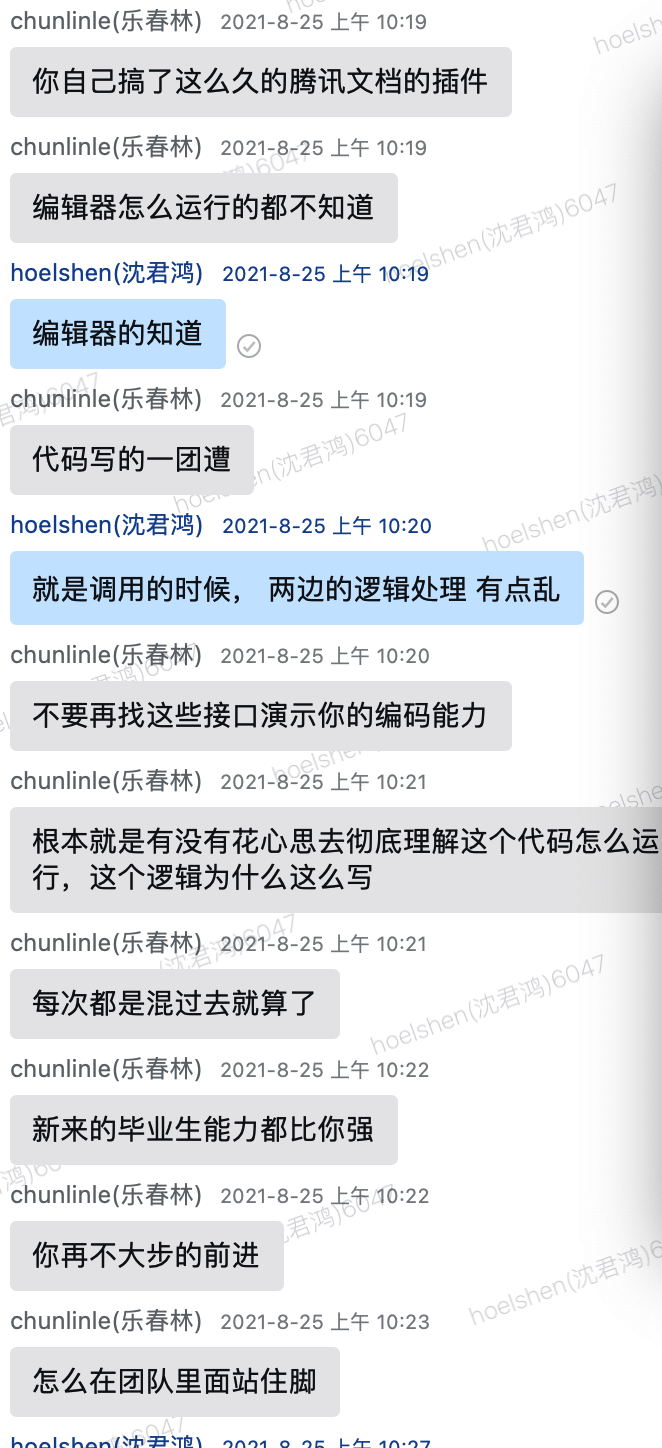 chunlinle(乐春林) 2021-8-25 上午 10:19
你自己搞了这么久的腾讯文档的插件
chunlinle(乐春林) 2021-8-25 上午 10:19
编辑器怎么运行的都不知道
hoelshen(沈君鸿) 2021-8-25 上午 10:19
编辑器的知道
chunlinle(乐春林) 2021-8-25 上午 10:19
代码写的一团遭
hoelshen(沈君鸿) 2021-8-25 上午 10:20
就是调用的时候， 两边的逻辑处理 有点乱
chunlinle(乐春林) 2021-8-25 上午 10:20
不要再找这些接口演示你的编码能力
chunlinle(乐春林) 2021-8-25 上午 10:21
根本就是有没有花心思去彻底理解这个代码怎么运
行，这个逻辑为什么这么写
chunlinle(乐春林) 2021-8-25 上午 10:21
每次都是混过去就算了
chunlinle(乐春林) 2021-8-25 上午 10:22
新来的毕业生能力都比你强
chunlinle(乐春林) 2021-8-25 上午 10:22
你再不大步的前进
chunlinle(乐春林) 2021-8-25 上午 10:23
怎么在团队里面站住脚
hoelshen(沈君鸿) 2021-8-25 上午 10:27
hoelshen(沈君鸿)6047